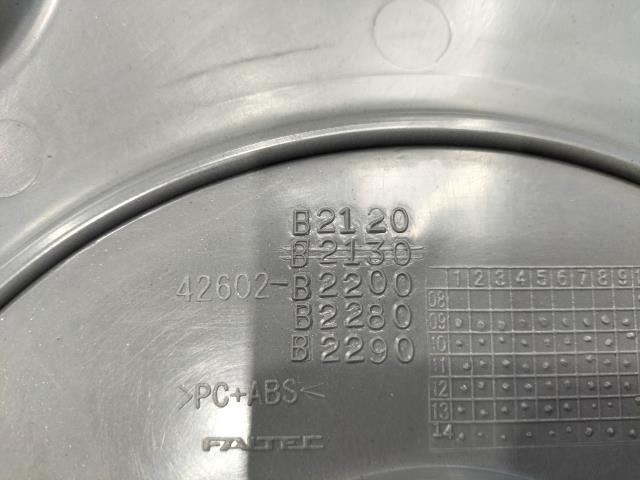 B2120
B2130
42602-B2200
B2280
B2290
>PC+ABS<
FALTEC
1 2 3 4 5 6 7 8 9
08
09
10
11
12
13
14